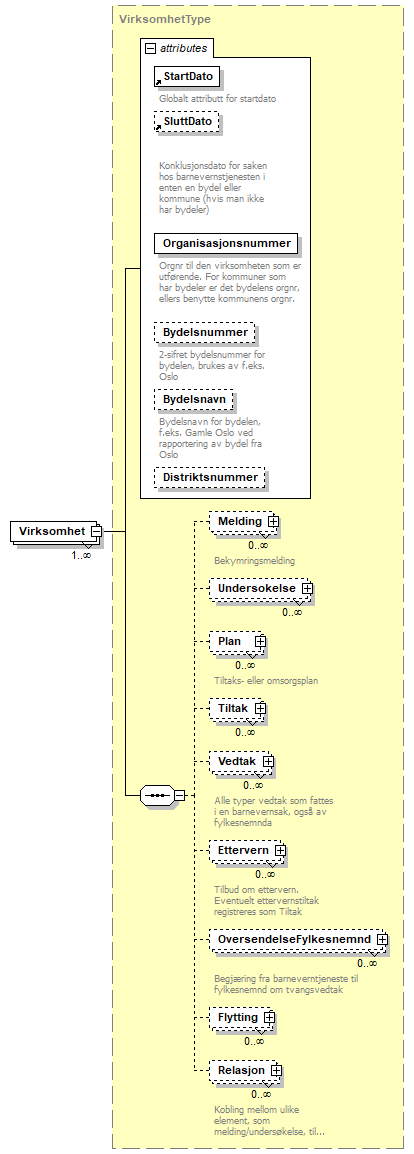 VirksomhetType
attributes
StartDato
Globalt attributt for startdato
SluttDato
Konklusjonsdato for saken
hos barnevernstjenesten i
enten en bydel eller
kommune (hvis man ikke
har bydeler)
Organisasjonsnummer
Orgnr til den virksomheten som er
utførende. For kommuner som
har bydeler er det bydelens orgnr,
ellers benytte kommunens orgnr.
Bydelsnummer
2-sifret bydelsnummer for
bydelen, brukes av f.eks.
Oslo
Bydelsnavn
Bydelsnavn for bydelen,
f.eks. Gamle Oslo ved
rapportering av bydel fra
Oslo
Distriktsnummer
Virksomhet
1..∞
Melding
0..∞
Bekymringsmelding
Undersokelse
0..∞
Plan
0..∞
Tiltaks- eller omsorgsplan
Tiltak
0..∞
Vedtak
0..∞
Alle typer vedtak som fattes
i en barnevernsak, også av
fylkesnemnda
Ettervern
0..∞
Tilbud om ettervern.
Eventuelt ettervernstiltak
registreres som Tiltak
OversendelseFylkesnemnd
0..∞
Begjæring fra barneverntjeneste til
fylkesnemnd om tvangsvedtak
Flytting
0..∞
Relasjon
0..∞
Kobling mellom ulike
element, som
melding/undersøkelse, til...